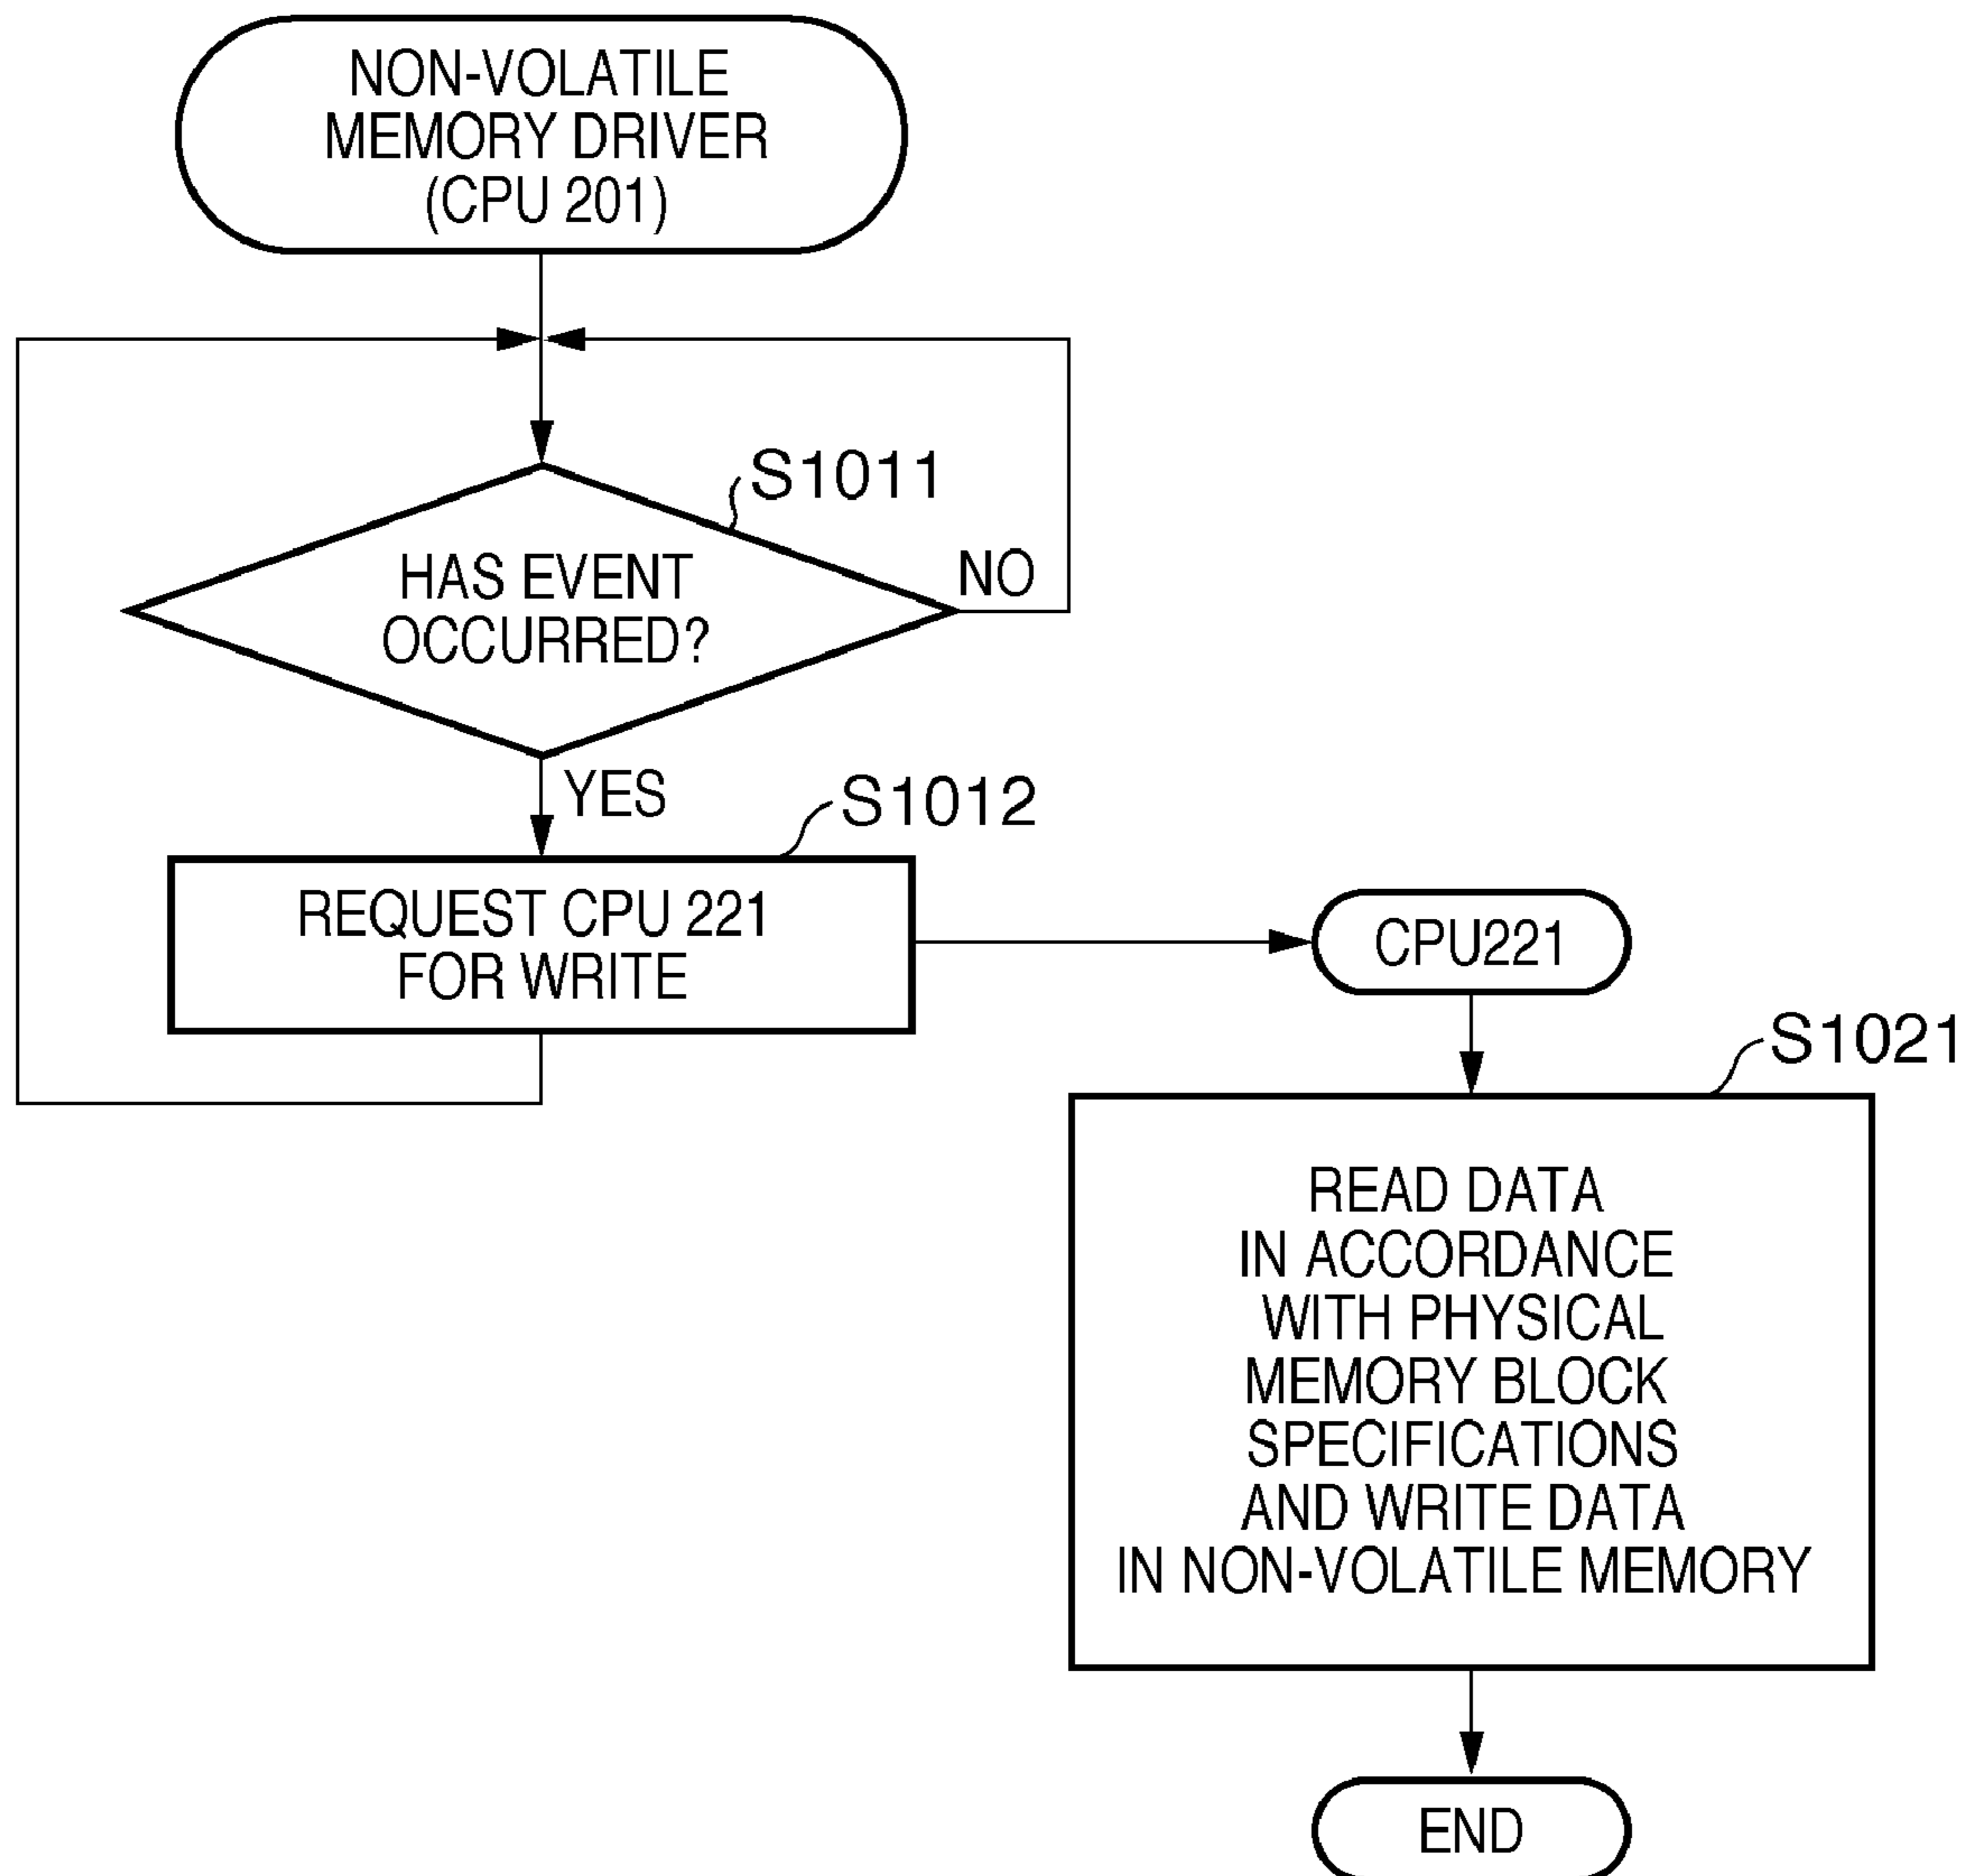 NON-VOLATILE
MEMORY DRIVER
(CPU 201)
S1011
HAS EVENT
OCCURRED?
NO
YES
S1012
REQUEST CPU 221
FOR WRITE
CPU221
S1021
READ DATA
IN ACCORDANCE
WITH PHYSICAL
MEMORY BLOCK
SPECIFICATIONS
AND WRITE DATA
IN NON-VOLATILE MEMORY
END